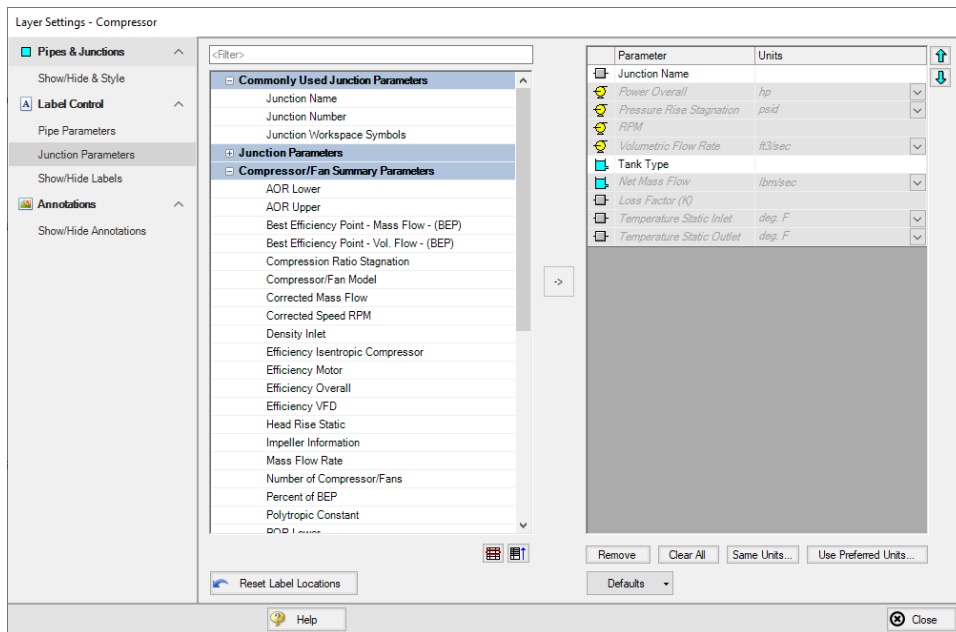 Layer Settings - Compressor
Pipes & Junctions
Show/Hide & Style
A Label Control
Pipe Parameters
Junction Parameters
Show/Hide Labels
Annotations
Show/Hide Annotations
<Filter>
Commonly Used Junction Parameters
Junction Name
Junction Number
Junction Workspace Symbols
Junction Parameters
Compressor/Fan Summary Parameters
AOR Lower
AOR Upper
Best Efficiency Point - Mass Flow - (BEP)
Best Efficiency Point - Vol. Flow - (BEP)
Compression Ratio Stagnation
Compressor/Fan Model
Corrected Mass Flow
Corrected Speed RPM
Density Inlet
Efficiency Isentropic Compressor
Efficiency Motor
Efficiency Overall
Efficiency VFD
Head Rise Static
Impeller Information
Mass Flow Rate
Number of Compressor/Fans
Percent of BEP
Polytropic Constant
POR Lower
Reset Label Locations
->
Parameter Units
Junction Name
Power Overall hp
Pressure Rise Stagnation psid
RPM
Volumetric Flow Rate ft3/sec
Tank Type
Net Mass Flow lbm/sec
Loss Factor (K)
Temperature Static Inlet deg. F
Temperature Static Outlet deg. F
Remove Clear All Same Units... Use Preferred Units...
Defaults
? Help
Close